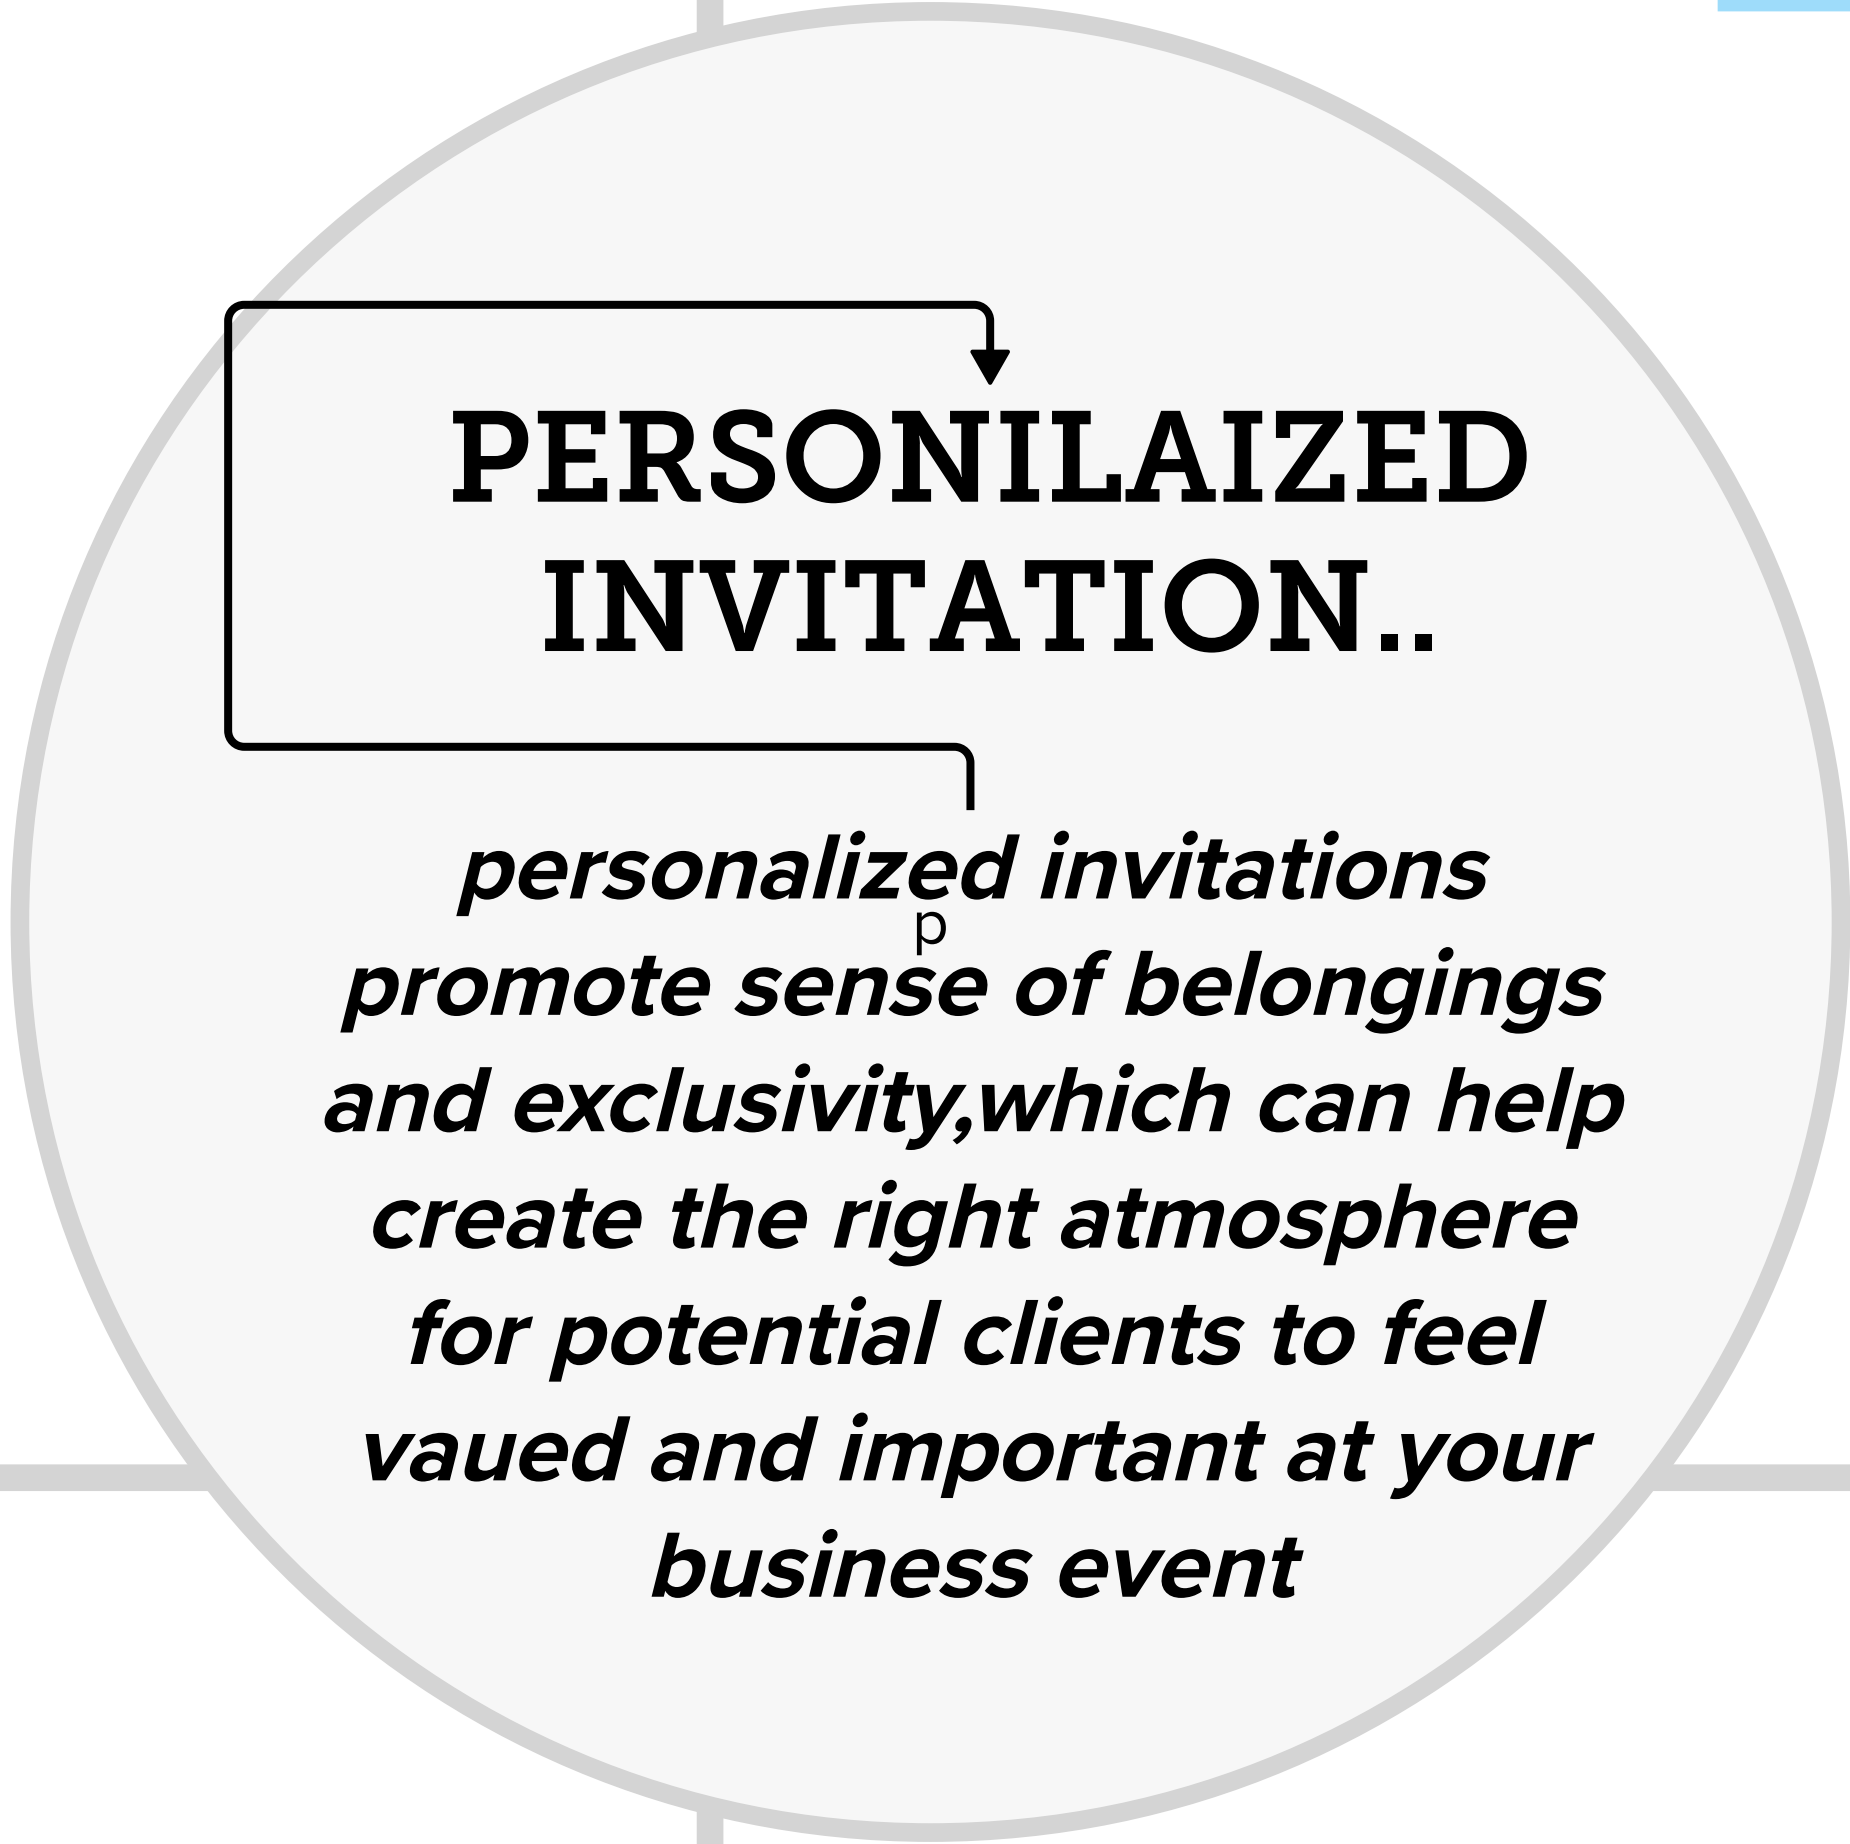 PERSONILAIZED
INVITATION..
personalized invitations
p
promote sense of belongings
and exclusivity,which can help
create the right atmosphere
for potential clients to feel
vaued and important at your
business event